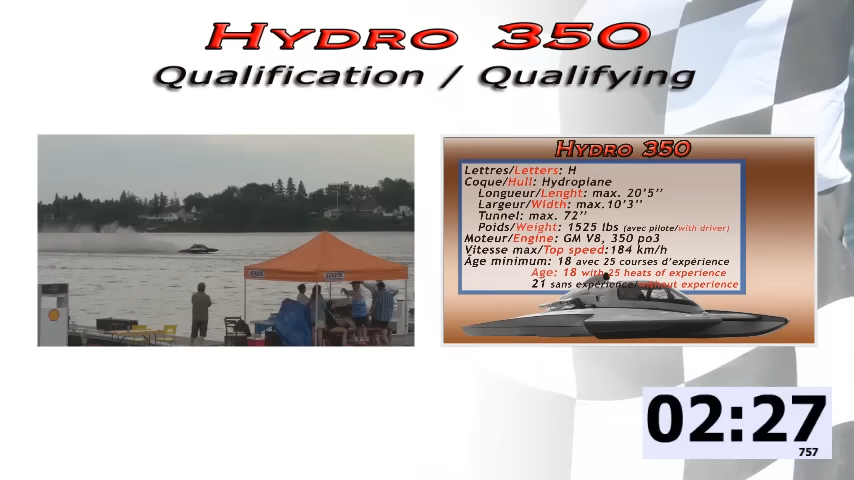 HYDRO 350
Qualification / Qualifying
GUS GUS
HYDRO 350
Lettres/Letters: H
Coque/Hull: Hydroplane
Longueur/Lenght: max. 20'5''
Largeur/Width: max.10'3''
Tunnel: max. 72''
Poids/Weight: 1525 lbs (avec pilote/with driver)
Moteur/Engine: GM V8, 350 po3
Vitesse max/Top speed:184 km/h
Âge minimum: 18 avec 25 courses d'expérience
Age: 18 with 25 heats of experience
21 sans expérience/without experience
02:27
757